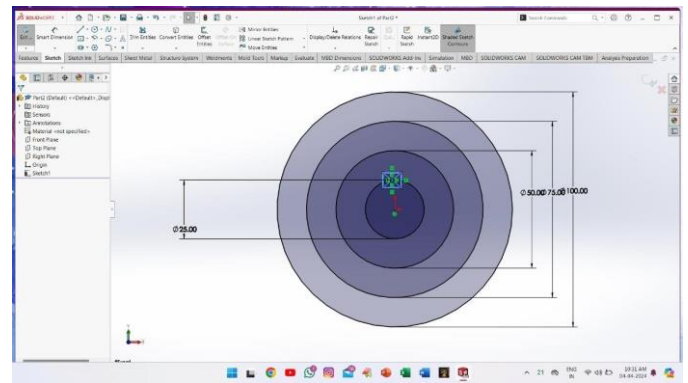 SOLIDWORKS
Sketch1 of Part2 *
Search Commands
Smart Dimension
Trim Entities
Convert Entities
Offset Entities
Mirror Entities
Linear Sketch Pattern
Move Entities
Display/Delete Relations
Repair Sketch
Rapid Sketch
Instant2D
Shaded Sketch Contours
Features Sketch Sketch Ink Surfaces Sheet Metal Structure System Weldments Mold Tools Markup Evaluate MBD Dimensions SOLIDWORKS Add-Ins Simulation MBD SOLIDWORKS CAM SOLIDWORKS CAM TBM Analysis Preparation
Part2 (Default) <<Default>_Displ
History
Sensors
Annotations
Material <not specified>
Front Plane
Top Plane
Right Plane
Origin
Sketch1
Ø25.00
Ø50.00
Ø75.00
Ø100.00
21
ENG
IN
10:31 AM
04-04-2024